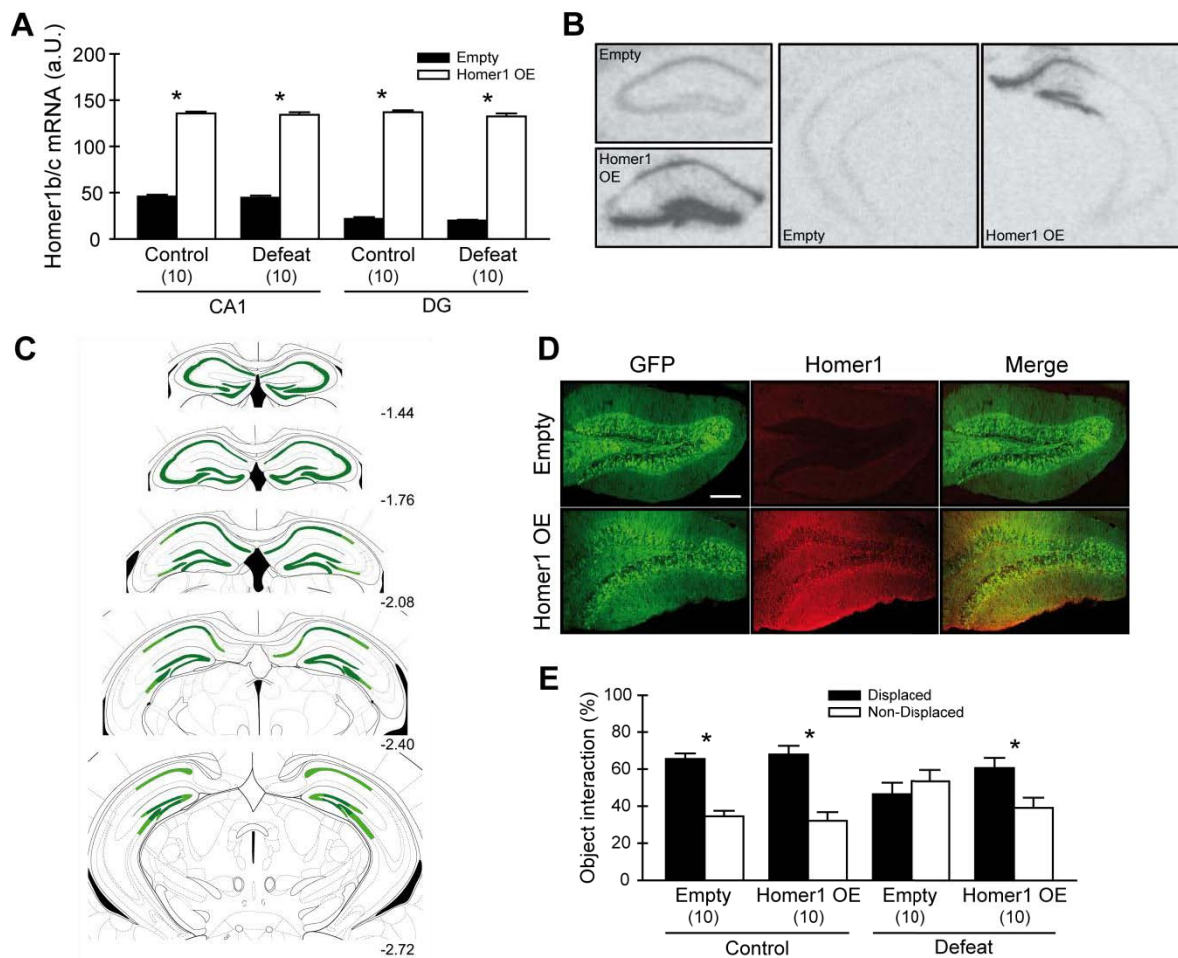 A
Homer1b/c mRNA (a.U.)
200
150
100
50
0
Empty
Homer1 OE
* * * *
Control Defeat Control Defeat
(10) (10) (10) (10)
CA1 DG
B
Empty
Homer1
OE
Empty
Homer1 OE
C
-1.44
-1.76
-2.08
-2.40
-2.72
D
GFP Homer1 Merge
Empty
Homer1 OE
E
Object interaction (%)
100
80
60
40
20
0
Displaced
Non-Displaced
* * *
Empty Homer1 OE Empty Homer1 OE
(10) (10) (10) (10)
Control Defeat